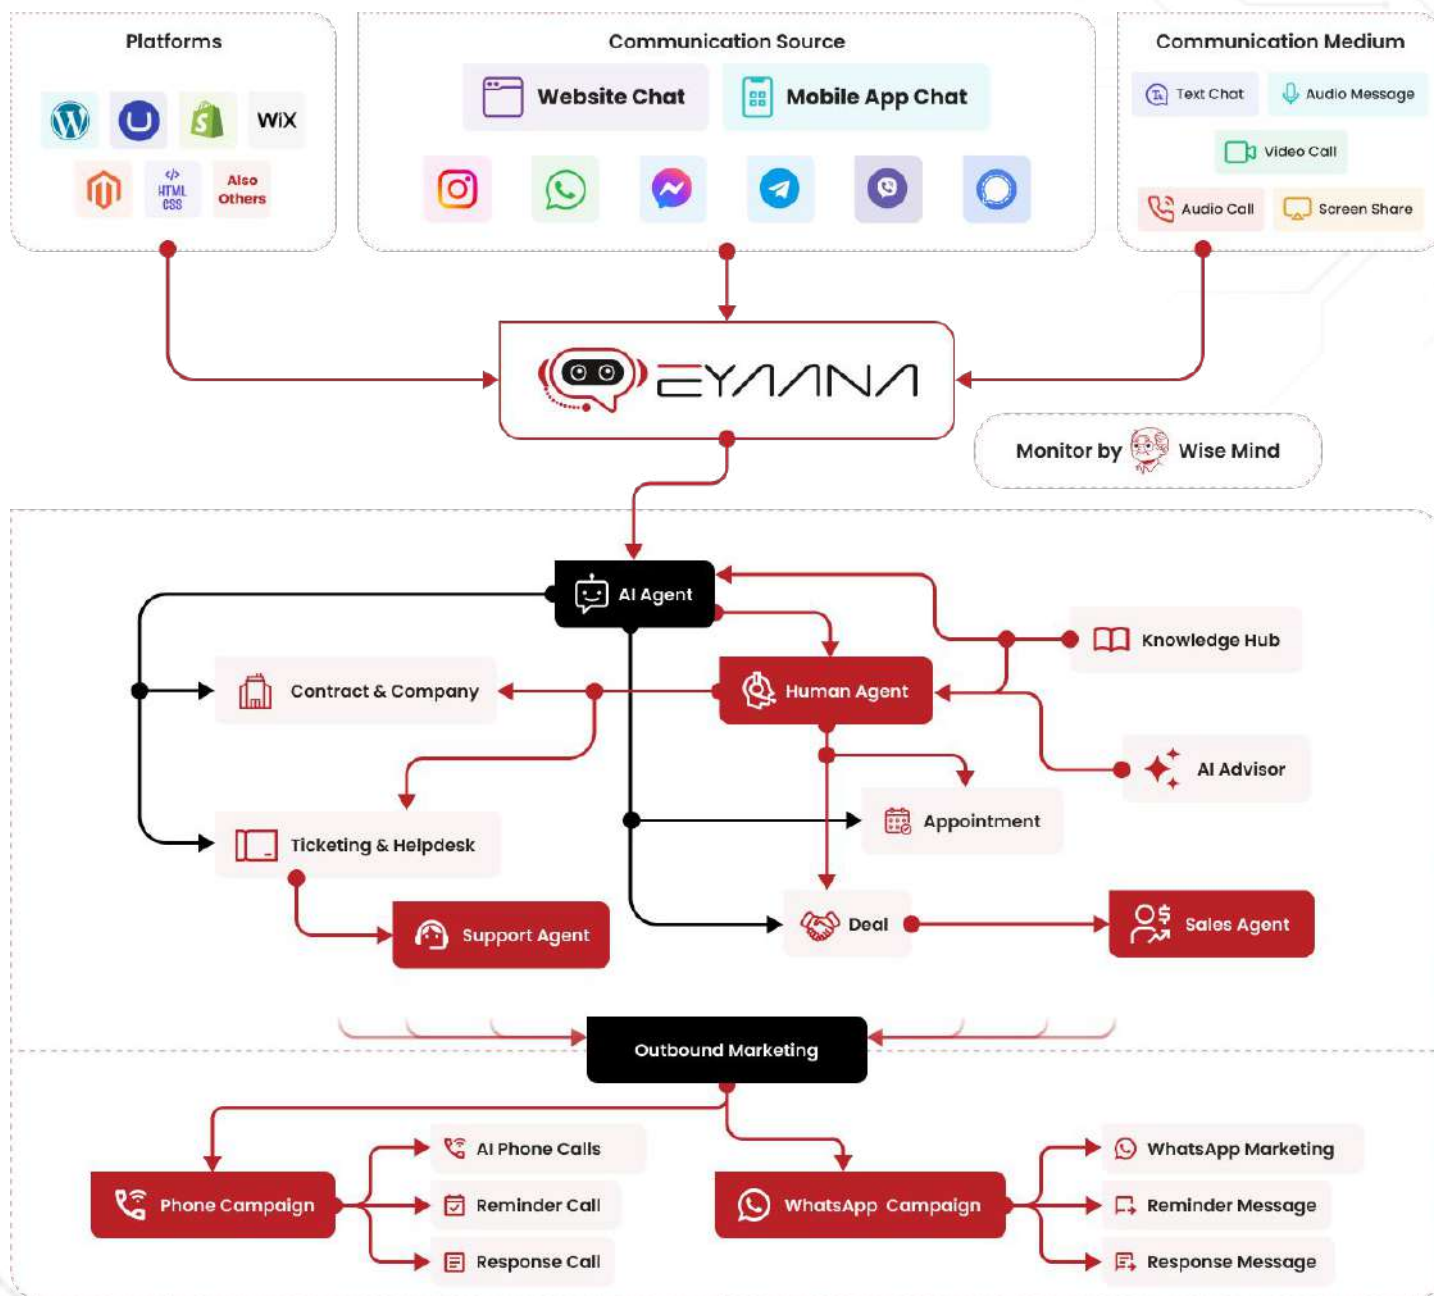 Platforms
WiX
</>
HTML
CSS
Also
Others
Communication Source
Website Chat
Mobile App Chat
Communication Medium
Text Chat
Audio Message
Video Call
Audio Call
Screen Share
EYAANA
Monitor by Wise Mind
AI Agent
Knowledge Hub
Contract & Company
Human Agent
AI Advisor
Appointment
Ticketing & Helpdesk
Deal
Sales Agent
Support Agent
Outbound Marketing
Phone Campaign
AI Phone Calls
Reminder Call
Response Call
WhatsApp Campaign
WhatsApp Marketing
Reminder Message
Response Message